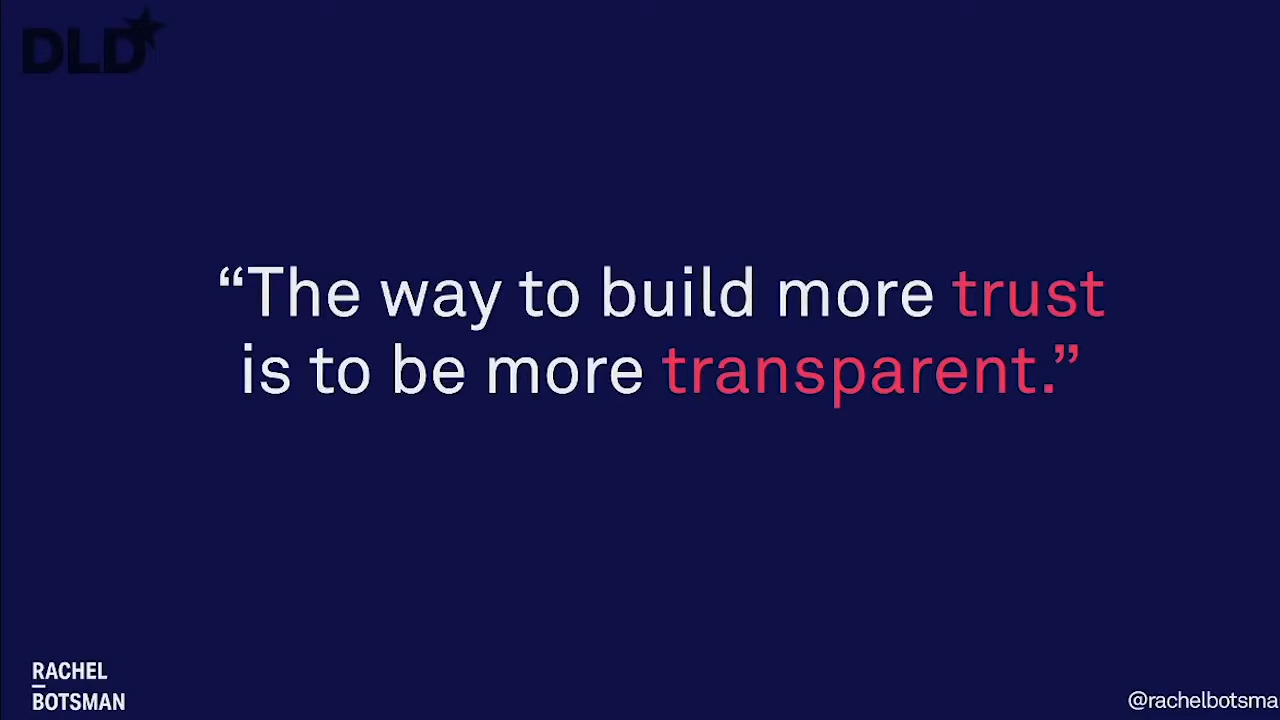 DLD
“The way to build more trust
is to be more transparent.”
RACHEL
BOTSMAN
@rachelbotsma